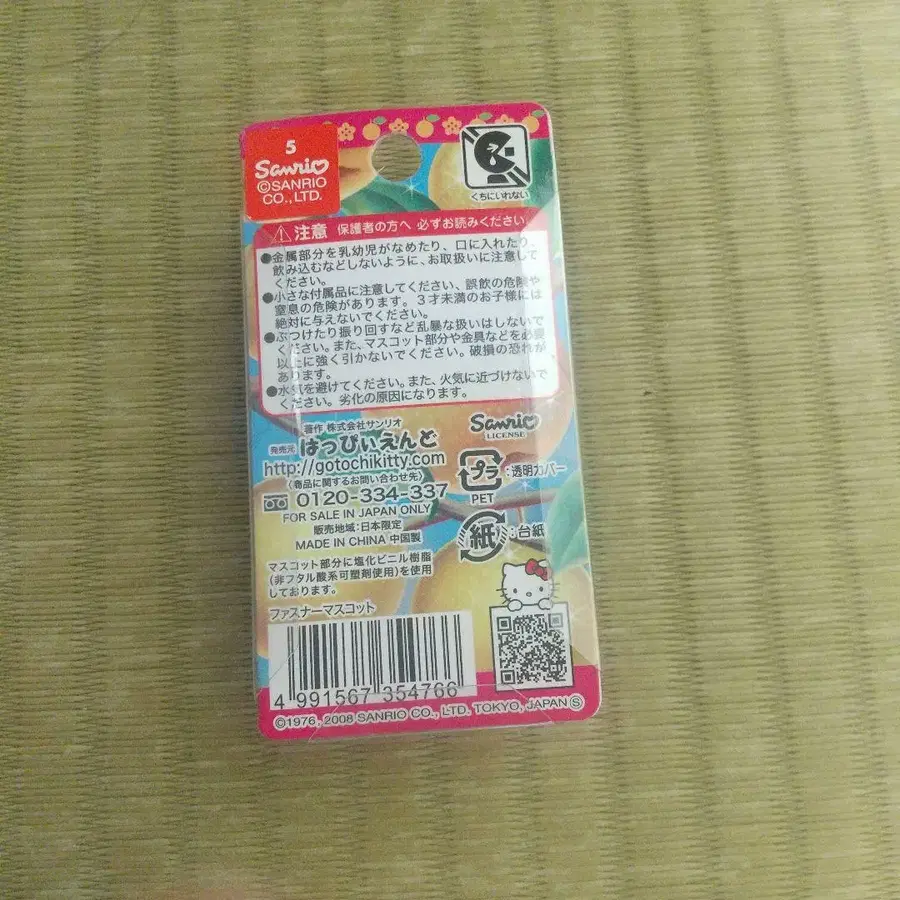 5
Sanrio
©SANRIO
CO., LTD.
くちにいれない
注意 保護者の方へ 必ずお読みください。
●金属部分を乳幼児がなめたり、口に入れたり、
飲み込むなどしないように、お取扱いに注意して
ください。
●小さな付属品に注意してください、誤飲の危険や
窒息の危険があります。3才未満のお子様には
絶対に与えないでください。
●ぶつけたり振り回すなど乱暴な扱いはしないで
ください。また、マスコット部分や金具などを必要
以上に強く引かないでください。破損の恐れが
あります。
●水気を避けてください。また、火気に近づけないで
ください。劣化の原因になります。
著作 株式会社サンリオ
発売元 はっぴぃえんど
http://gotochikitty.com
〈商品に関するお問い合わせ先〉
0120-334-337
FOR SALE IN JAPAN ONLY
販売地域:日本限定
MADE IN CHINA 中国製
Sanrio
LICENSE
プラ :透明カバー
PET
紙 :台紙
マスコット部分に塩化ビニル樹脂
(非フタル酸系可塑剤使用)を使用
しております。
ファスナーマスコット
4 991567 354766
©1976, 2008 SANRIO CO., LTD. TOKYO, JAPAN Ⓢ